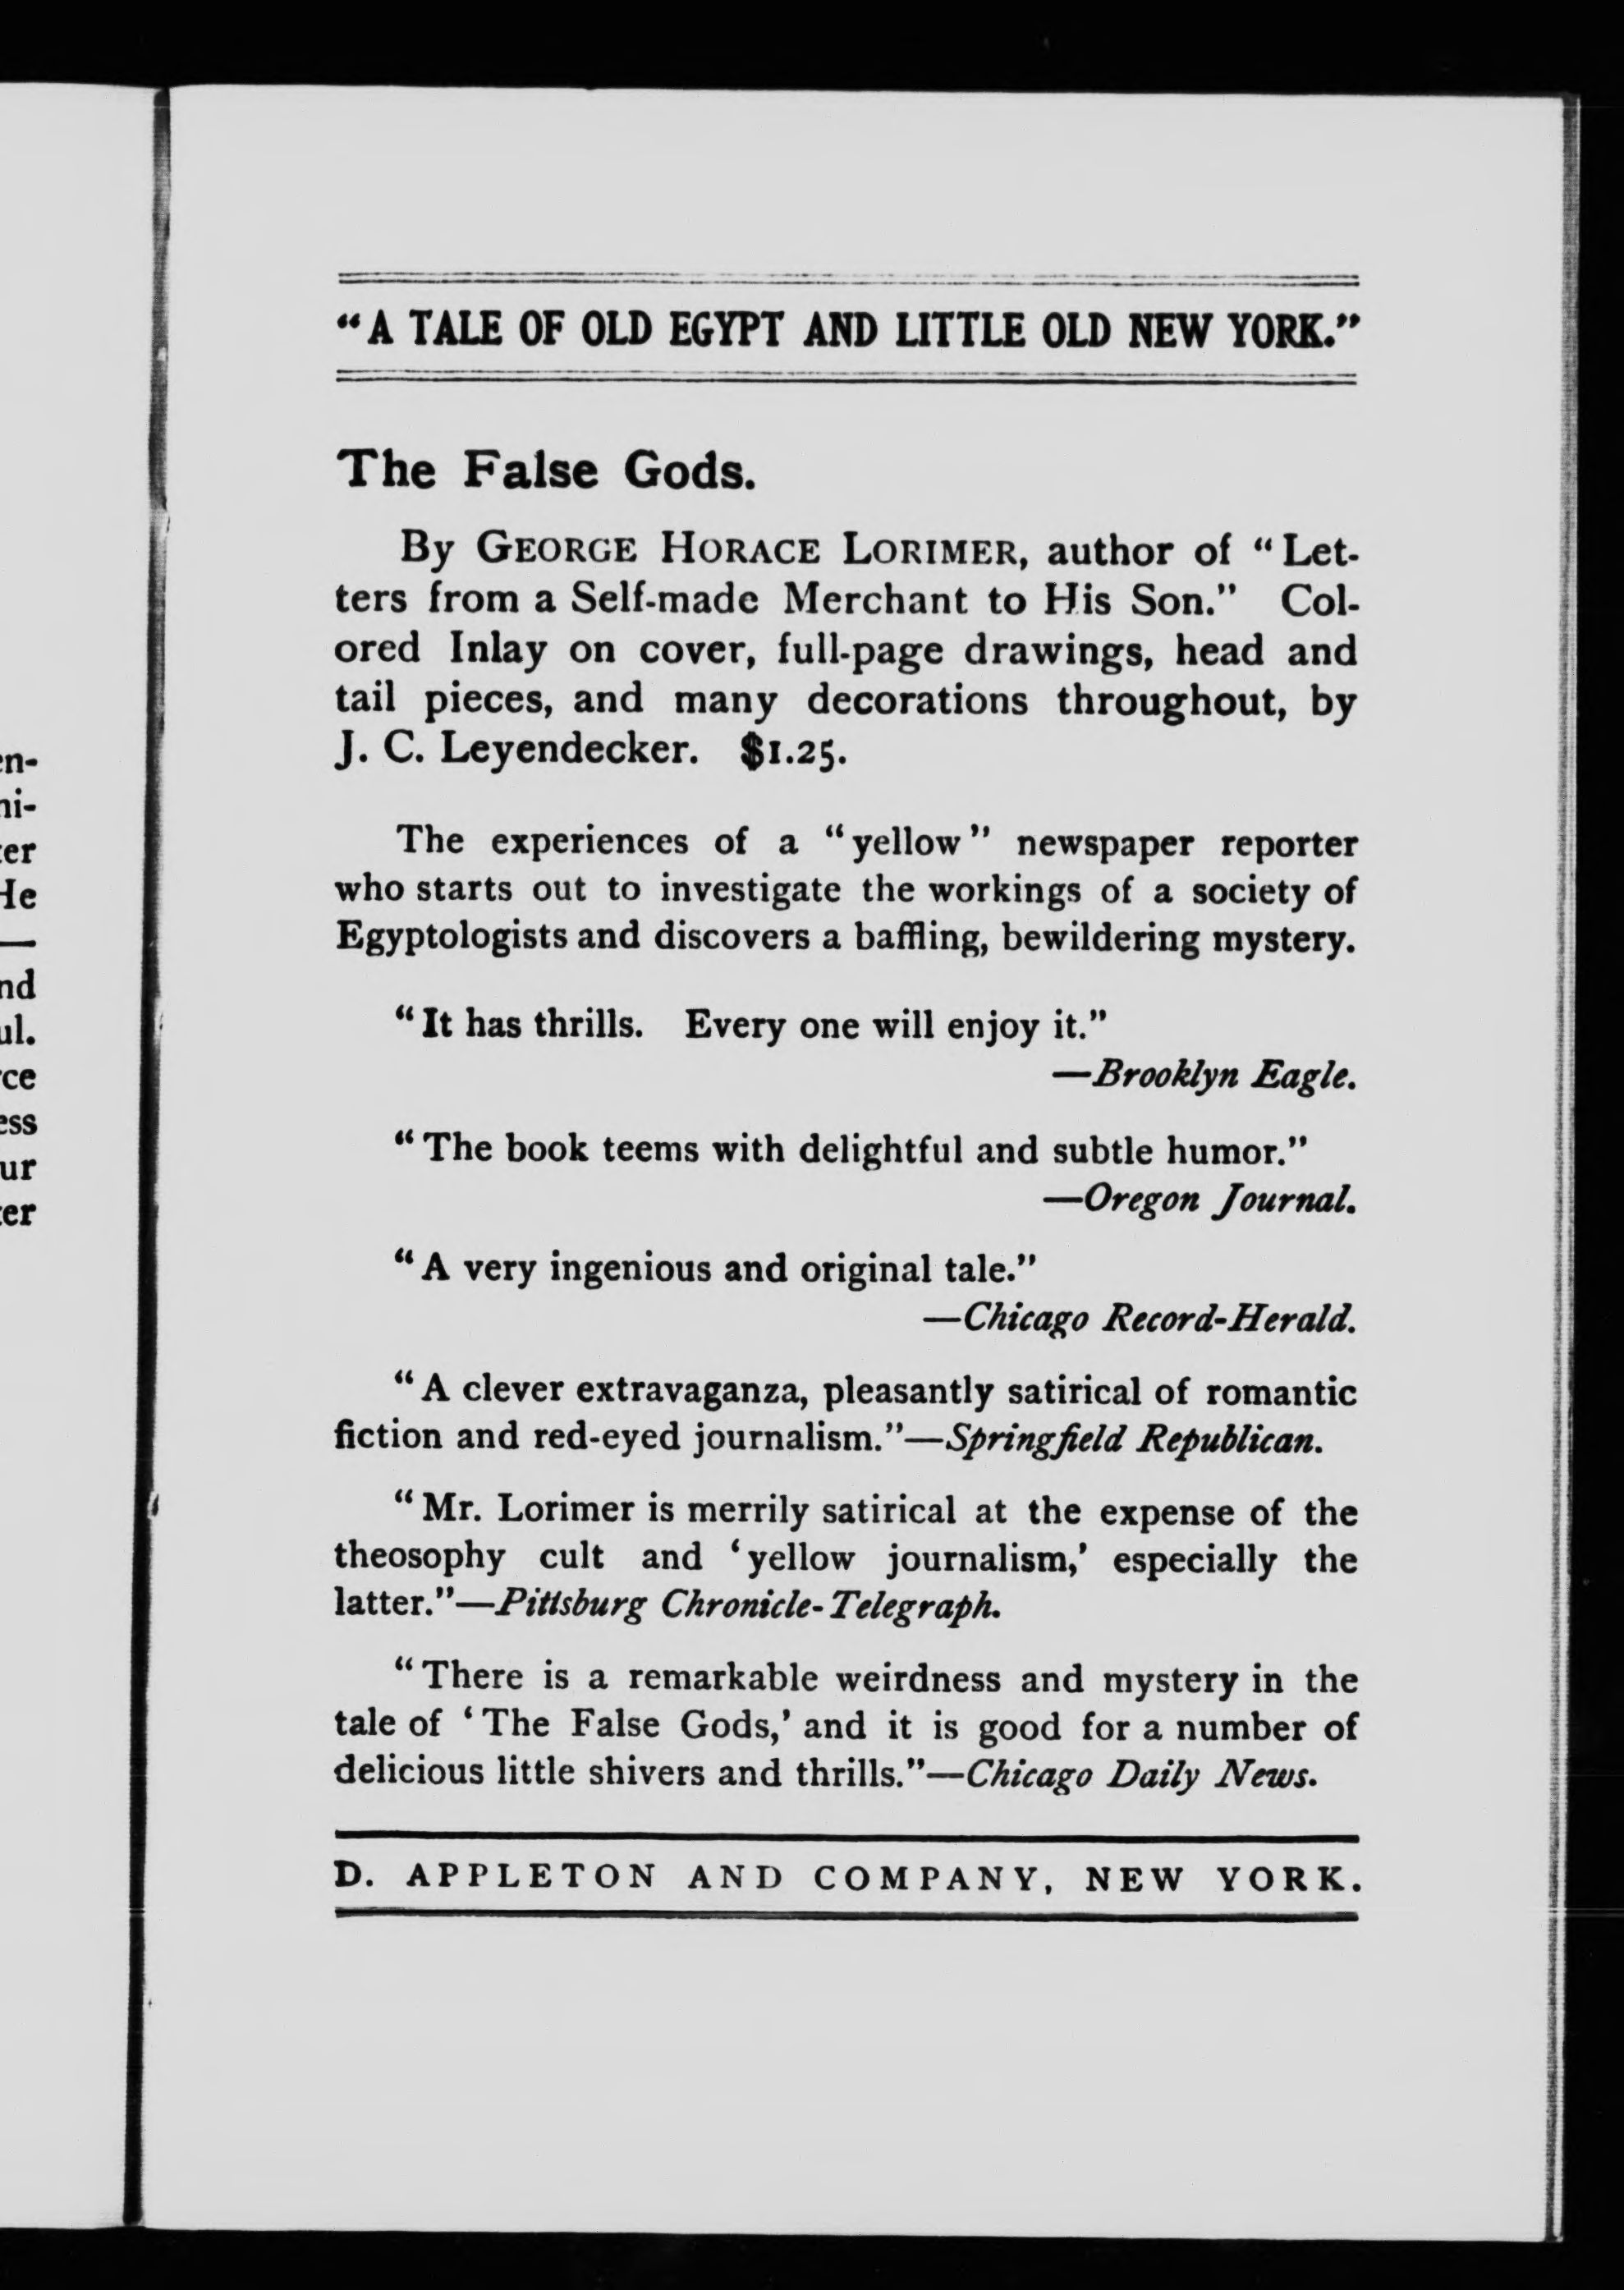 “A TALE OF OLD EGYPT AND LITTLE OLD NEW YORK.”
The False Gods.
By GEORGE HORACE LORIMER, author of “Let-
ters from a Self-made Merchant to His Son.” Col-
ored Inlay on cover, full-page drawings, head and
tail pieces, and many decorations throughout, by
J. C. Leyendecker. $1.25.
The experiences of a “yellow” newspaper reporter
who starts out to investigate the workings of a society of
Egyptologists and discovers a baffling, bewildering mystery.
“It has thrills. Every one will enjoy it.”
—Brooklyn Eagle.
“The book teems with delightful and subtle humor.”
—Oregon Journal.
“A very ingenious and original tale.”
—Chicago Record-Herald.
“A clever extravaganza, pleasantly satirical of romantic
fiction and red-eyed journalism.”—Springfield Republican.
“Mr. Lorimer is merrily satirical at the expense of the
theosophy cult and ‘yellow journalism,’ especially the
latter.”—Pittsburg Chronicle-Telegraph.
“There is a remarkable weirdness and mystery in the
tale of ‘The False Gods,’ and it is good for a number of
delicious little shivers and thrills.”—Chicago Daily News.
D. APPLETON AND COMPANY, NEW YORK.